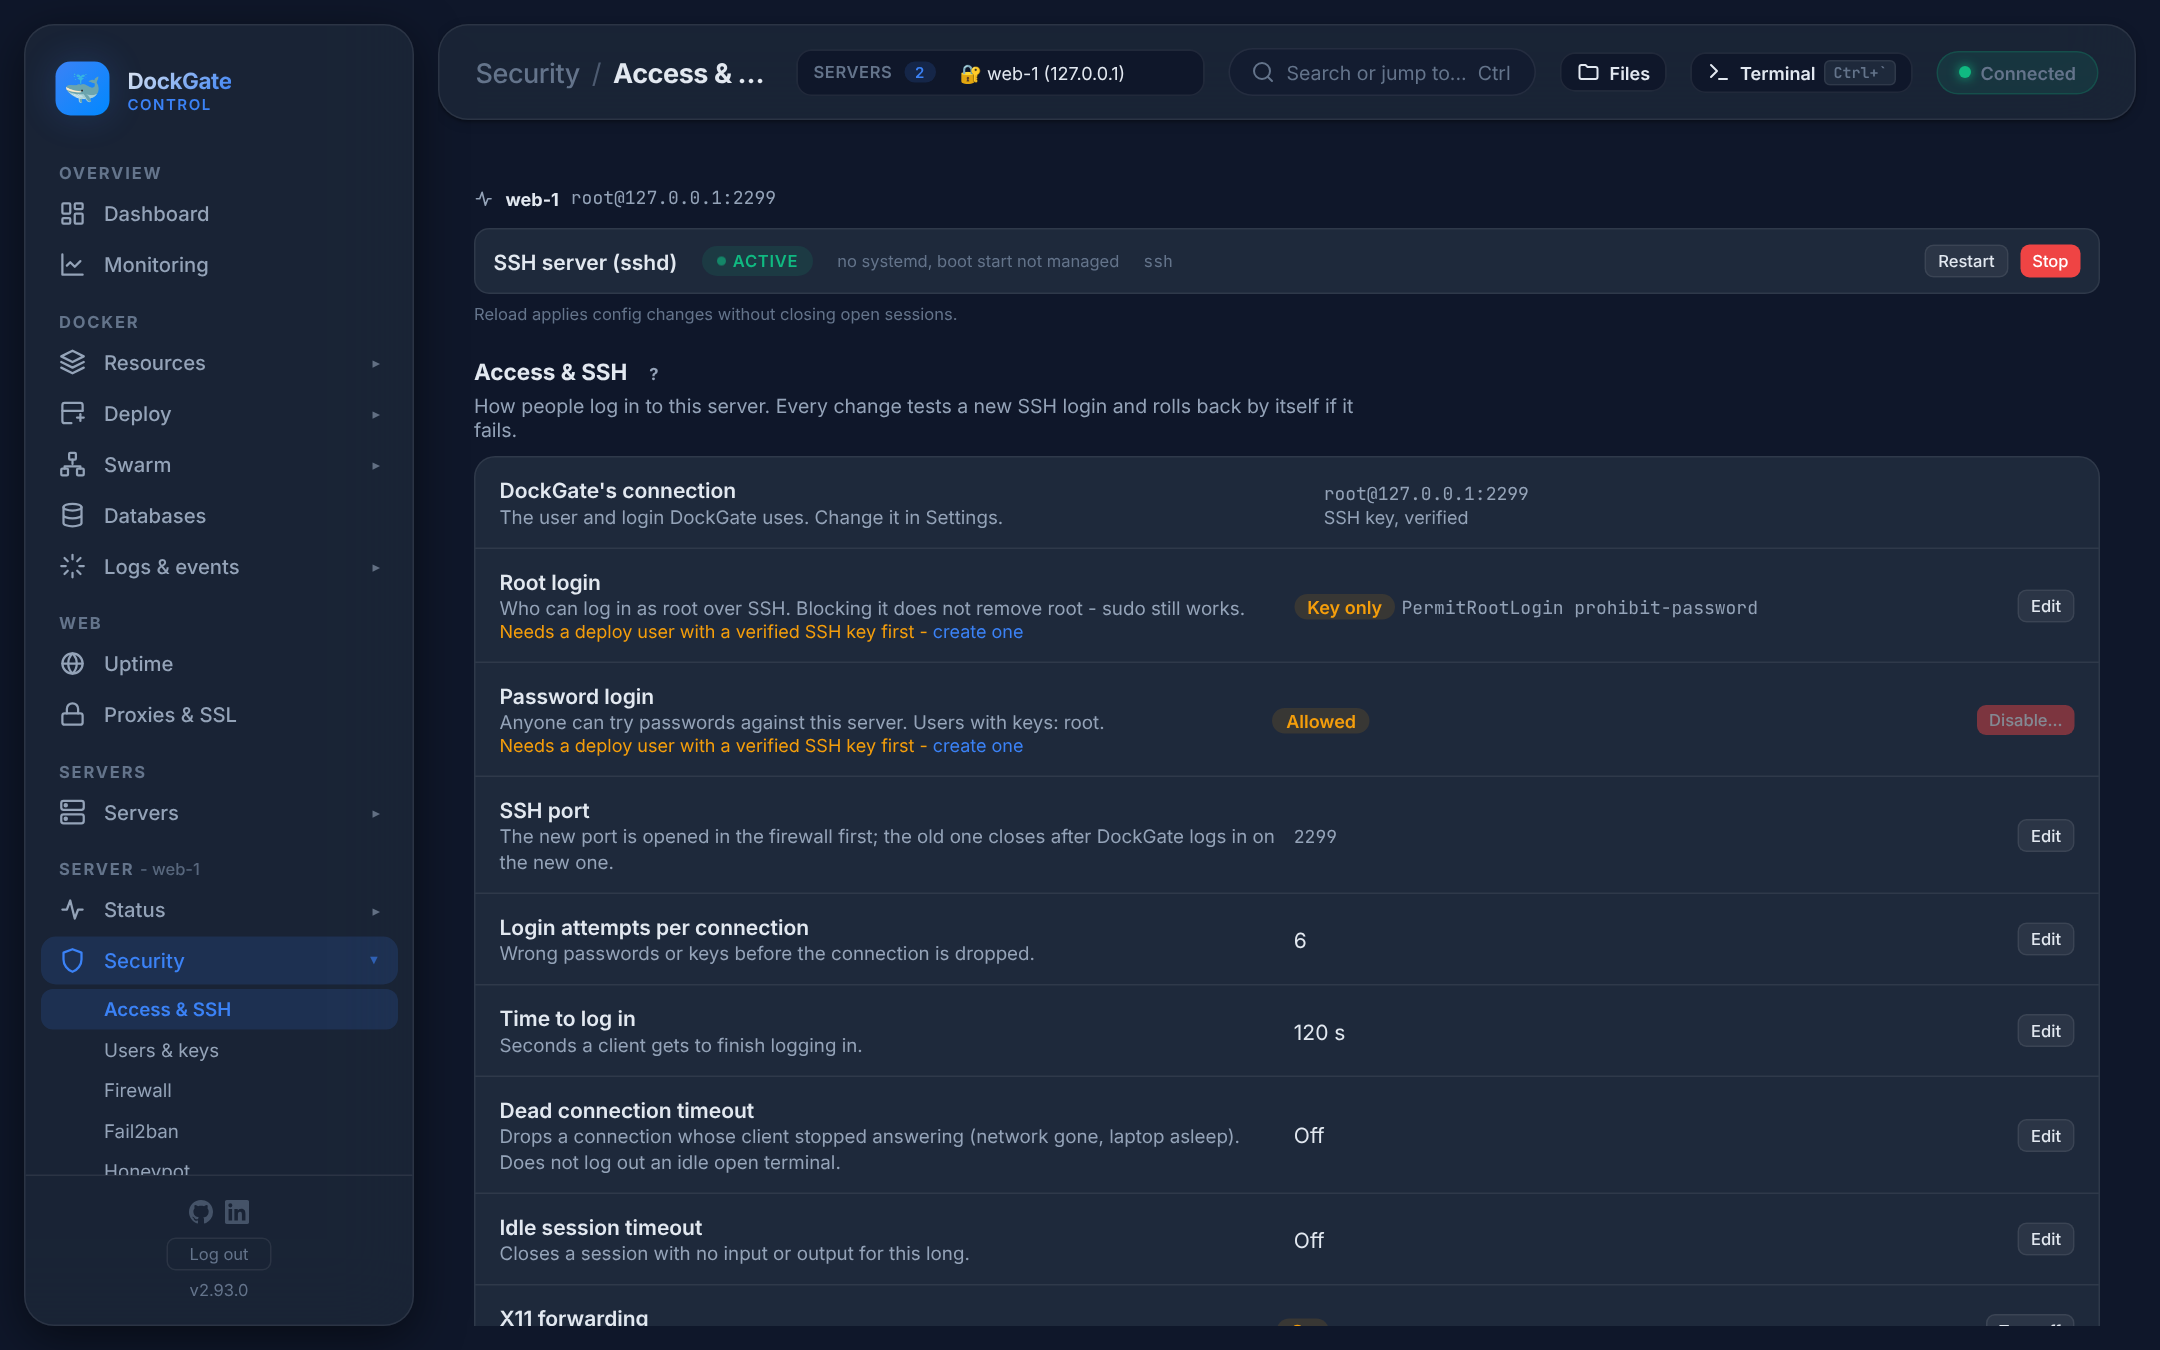 DockGate
CONTROL
OVERVIEW
Dashboard
Monitoring
DOCKER
Resources
Deploy
Swarm
Databases
Logs & events
WEB
Uptime
Proxies & SSL
SERVERS
Servers
SERVER - web-1
Status
Security
Access & SSH
Users & keys
Firewall
Fail2ban
Honeypot
Log out
v2.93.0
Security / Access & ...
SERVERS 2 web-1 (127.0.0.1)
Search or jump to... Ctrl
Files
Terminal Ctrl+`
Connected
web-1 root@127.0.0.1:2299
SSH server (sshd) ACTIVE no systemd, boot start not managed ssh Restart Stop
Reload applies config changes without closing open sessions.
Access & SSH ?
How people log in to this server. Every change tests a new SSH login and rolls back by itself if it
fails.
DockGate's connection
The user and login DockGate uses. Change it in Settings.
root@127.0.0.1:2299
SSH key, verified
Root login
Who can log in as root over SSH. Blocking it does not remove root - sudo still works.
Needs a deploy user with a verified SSH key first - create one
Key only PermitRootLogin prohibit-password
Edit
Password login
Anyone can try passwords against this server. Users with keys: root.
Needs a deploy user with a verified SSH key first - create one
Allowed
Disable...
SSH port
The new port is opened in the firewall first; the old one closes after DockGate logs in on
the new one.
2299
Edit
Login attempts per connection
Wrong passwords or keys before the connection is dropped.
6
Edit
Time to log in
Seconds a client gets to finish logging in.
120 s
Edit
Dead connection timeout
Drops a connection whose client stopped answering (network gone, laptop asleep).
Does not log out an idle open terminal.
Off
Edit
Idle session timeout
Closes a session with no input or output for this long.
Off
Edit
X11 forwarding